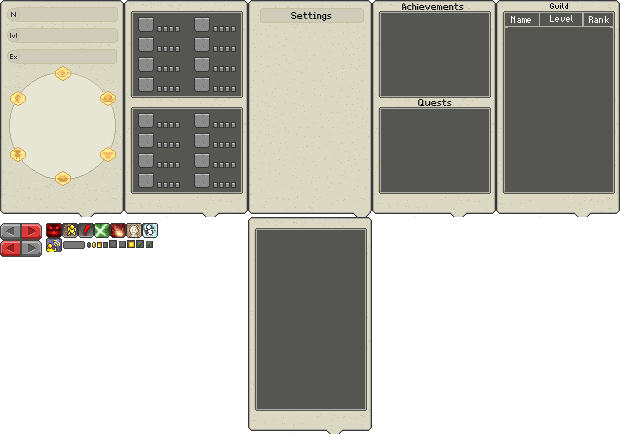 N
lvl
Ex
Settings
Achievements
Quests
Guild
Name Level Rank